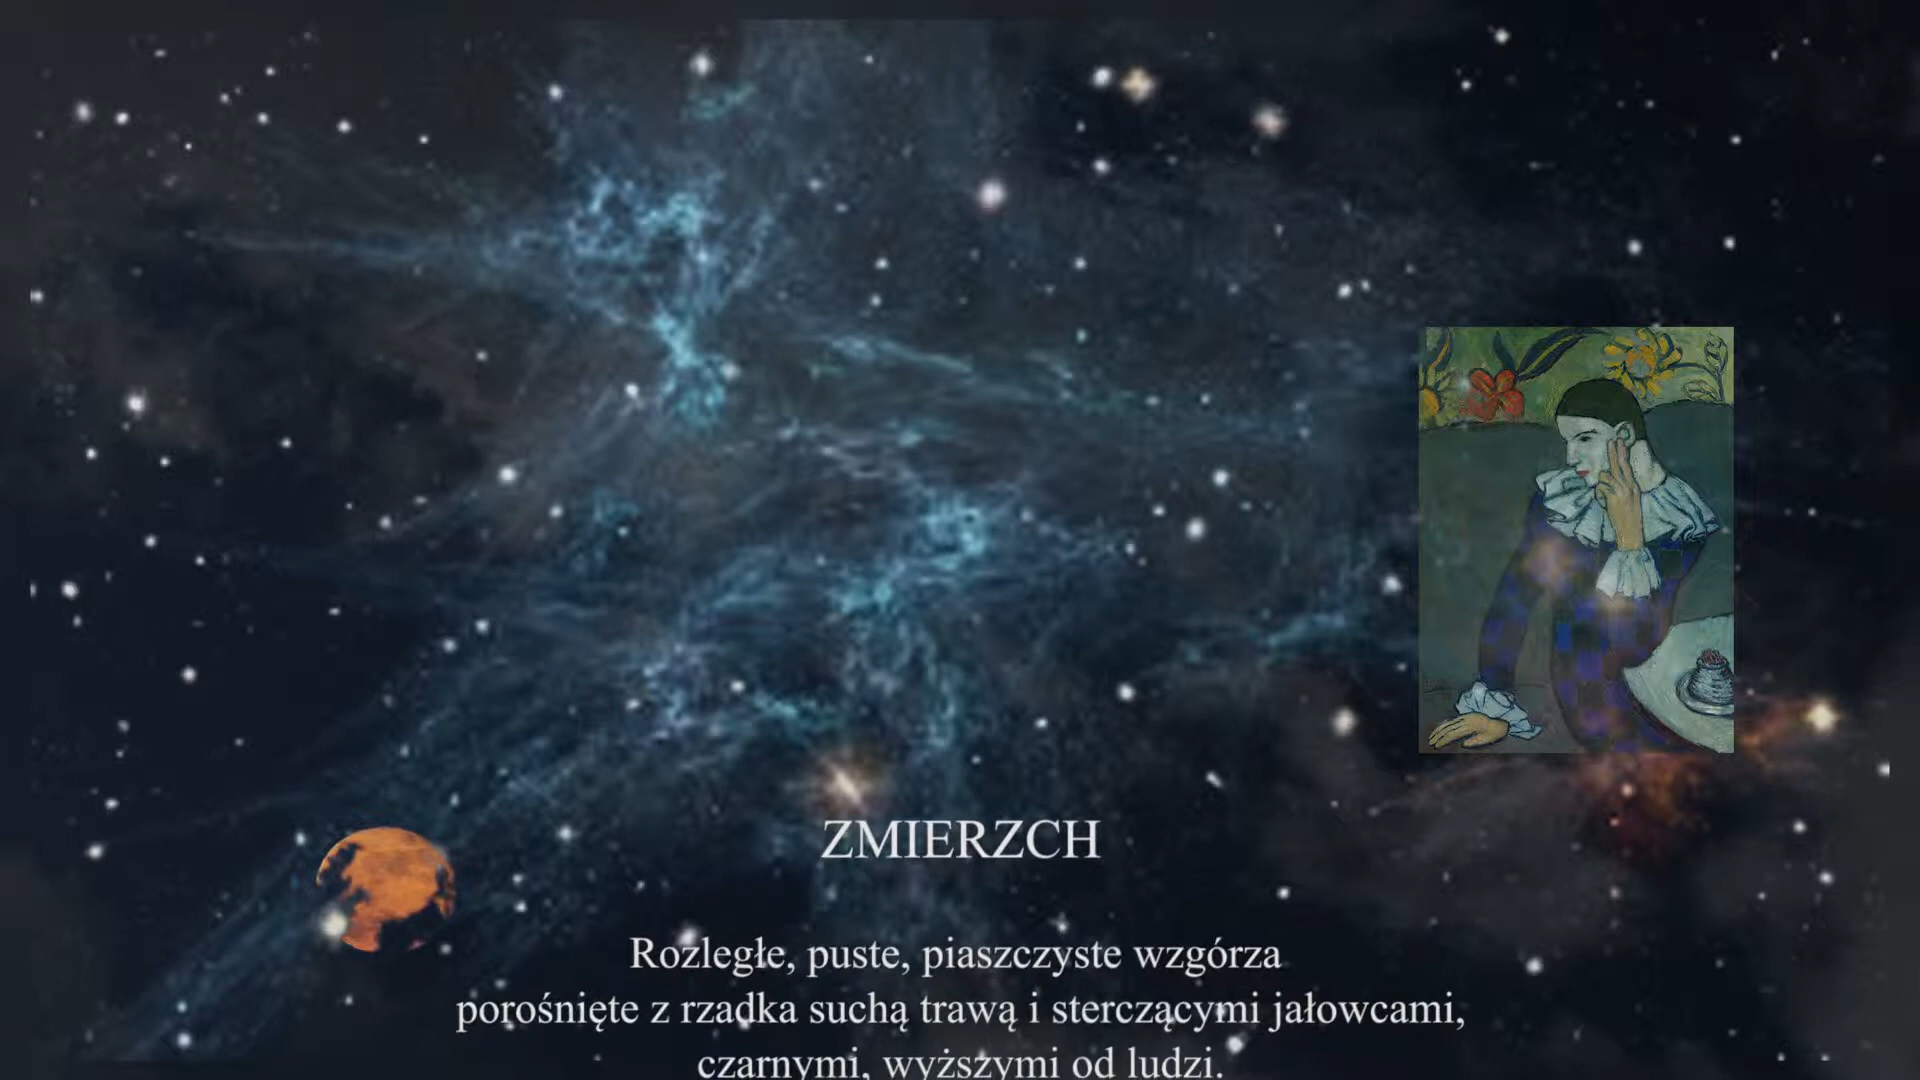 ZMIERZCH
Rozległe, puste, piaszczyste wzgórza
porośnięte z rzadka suchą trawą i sterczącymi jałowcami,
czarnymi, wyższymi od ludzi.